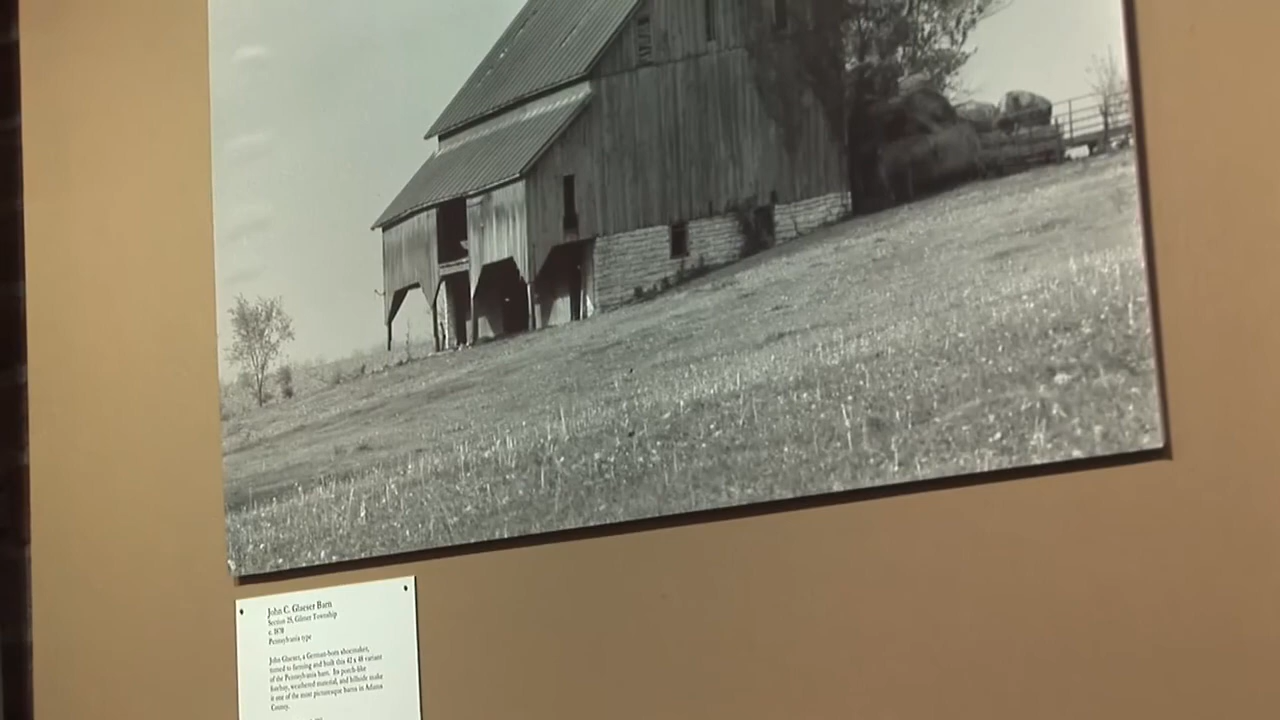 John C. Glaeser Barn
Section 25, Gilmer Township
c. 1870
Pennsylvania type
John Glaeser, a German-born shoemaker,
turned to farming and built this 42 x 48 variant
of the Pennsylvania barn. Its porch-like
forebay, weathered material, and hillside make
it one of the most picturesque barns in Adams
County.